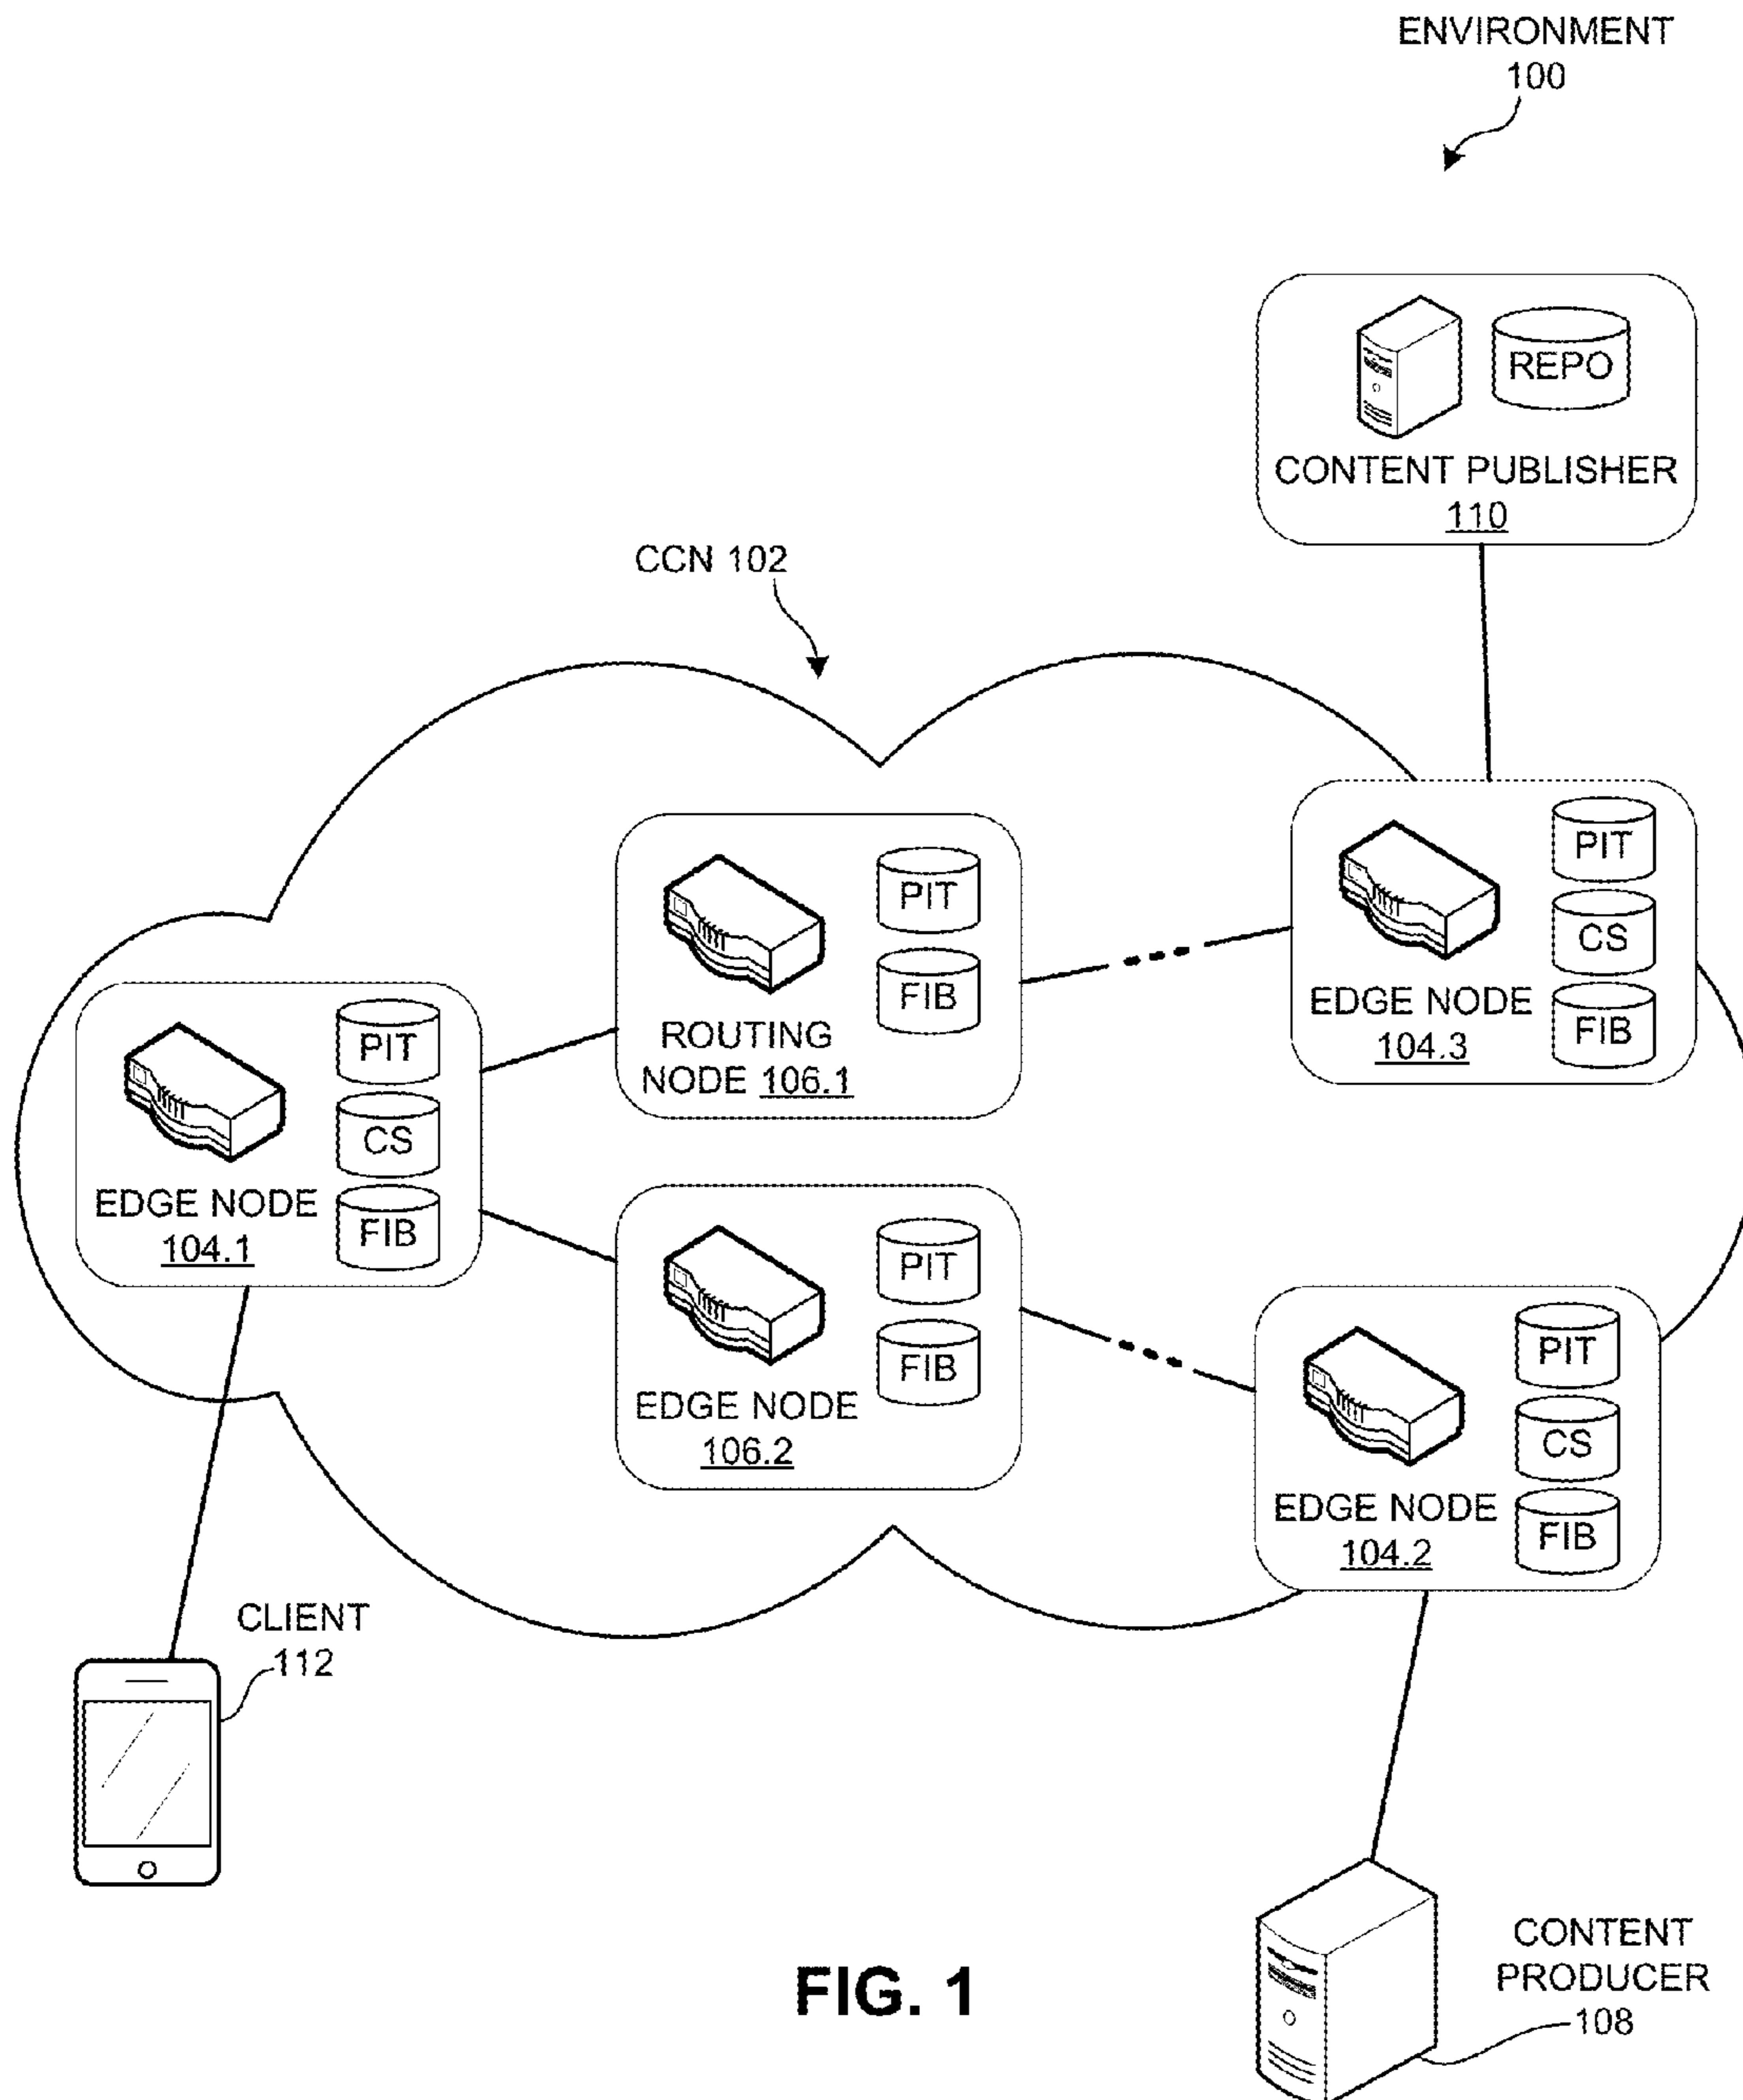 ENVIRONMENT
100
REPO
CONTENT PUBLISHER
110
CCN 102
PIT
CS
FIB
EDGE NODE
104.3
PIT
FIB
ROUTING
NODE 106.1
PIT
CS
FIB
EDGE NODE
104.1
PIT
FIB
EDGE NODE
106.2
PIT
CS
FIB
EDGE NODE
104.2
CLIENT
112
CONTENT
PRODUCER
108
FIG. 1